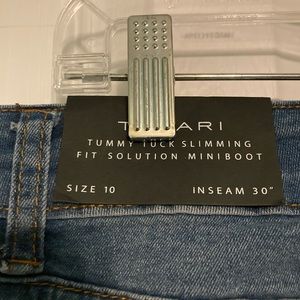 TUMMY TUCK SLIMMING
FIT SOLUTION MINIBOOT
SIZE 10
INSEAM 30"